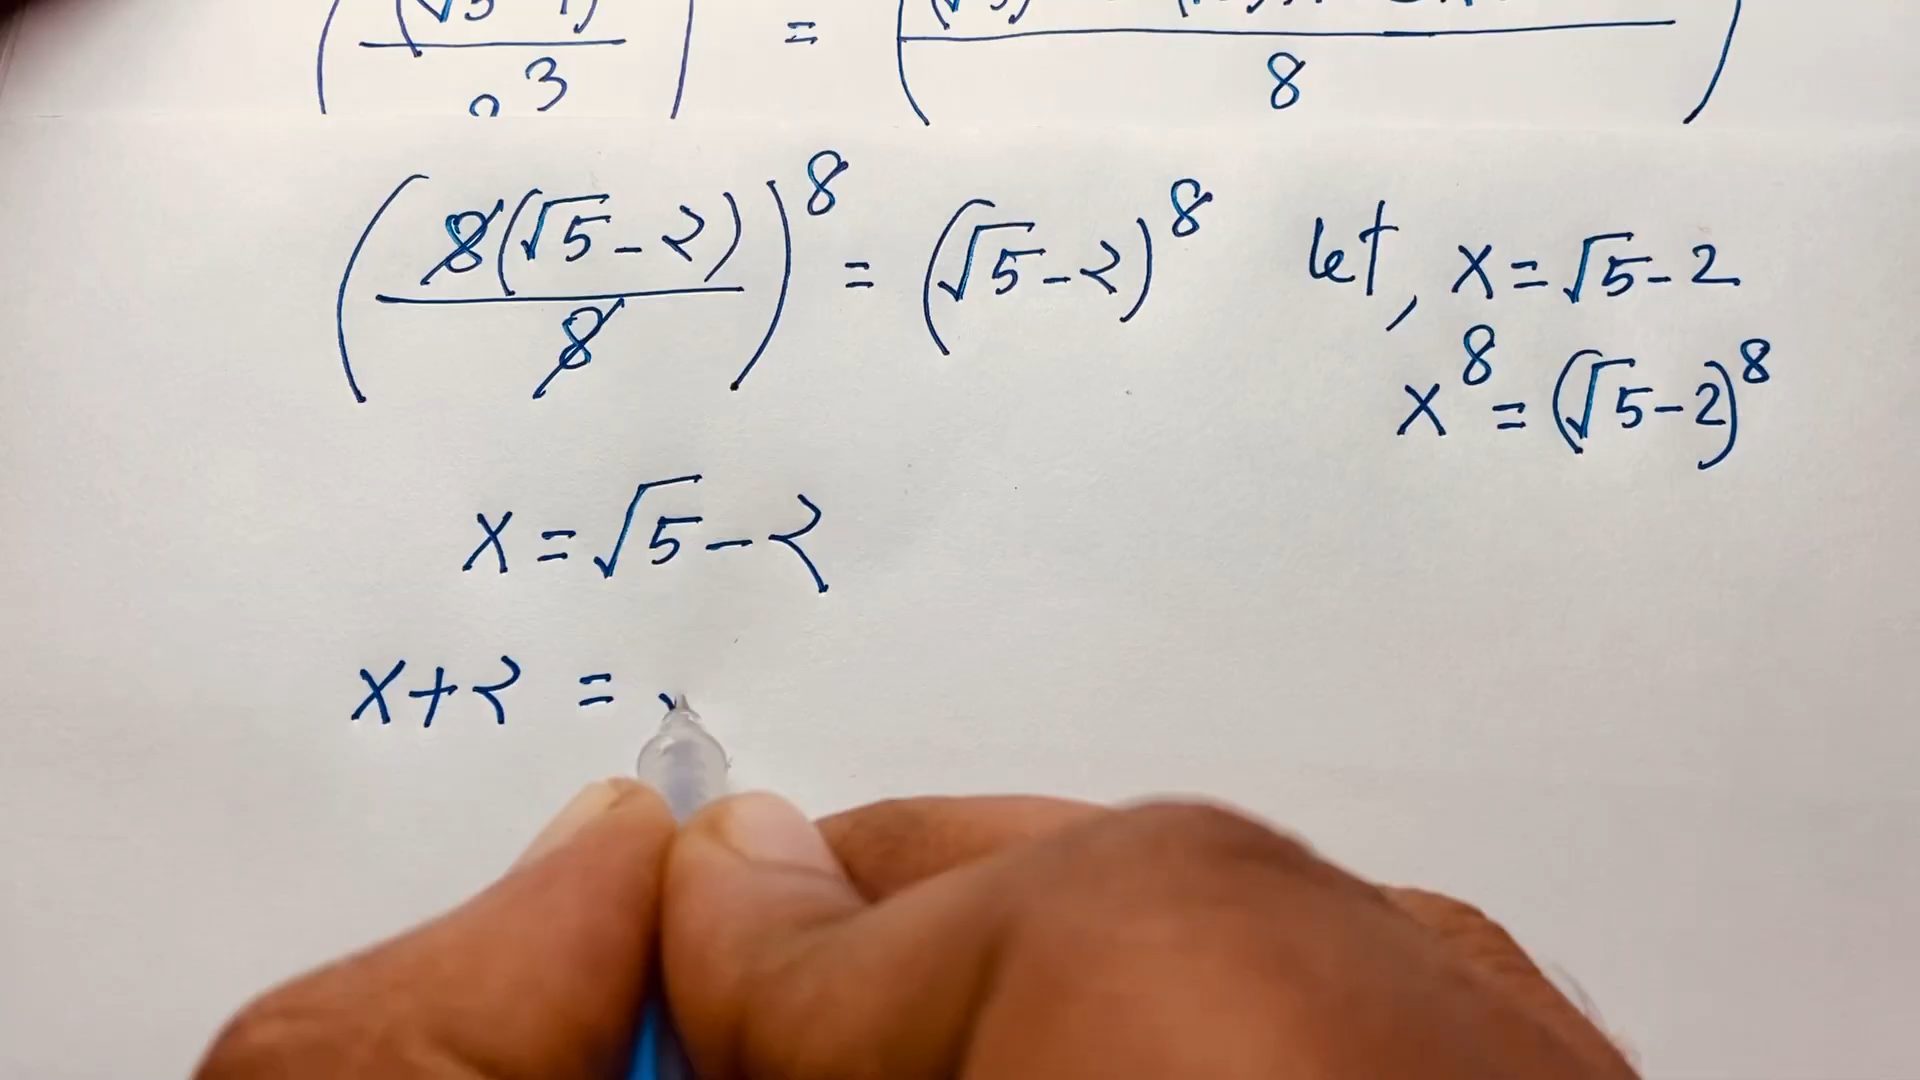 3 = 8
(8(√5-2)/8)^8 = (√5-2)^8 let, x = √5-2
x^8 = (√5-2)^8
x = √5-2
x+2 =